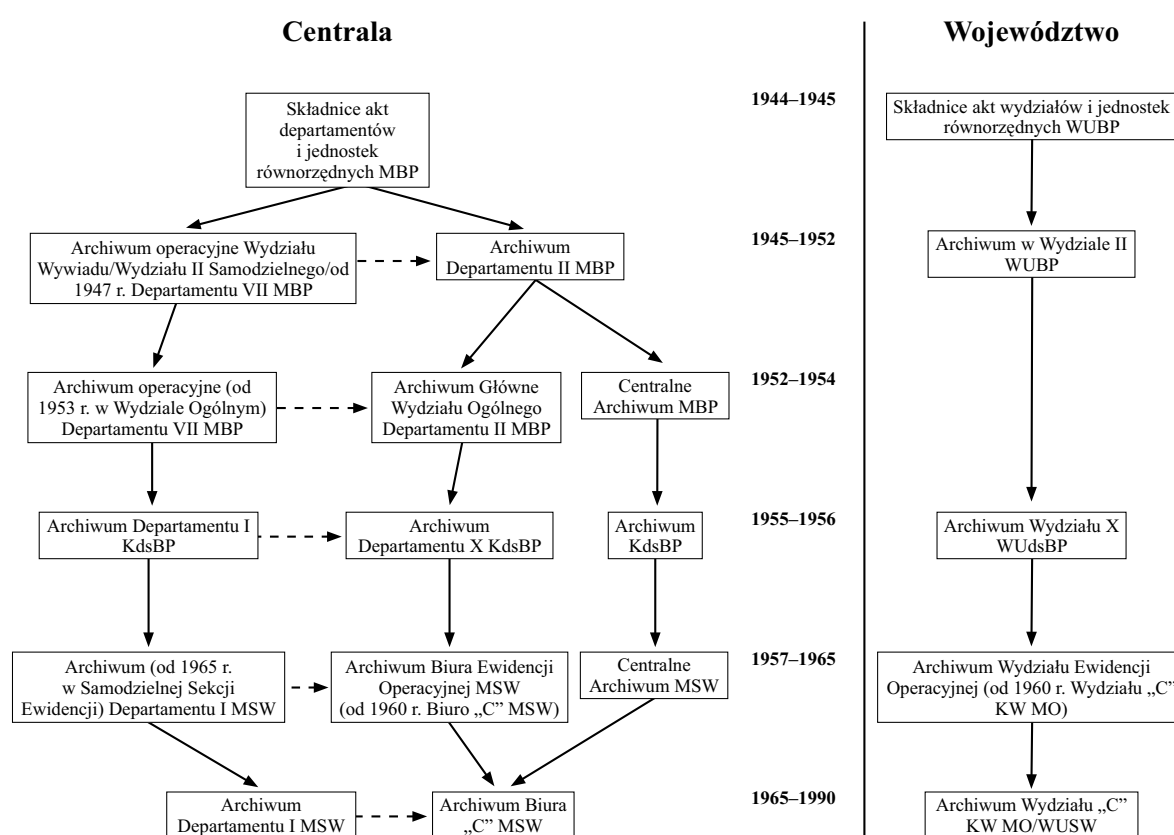 Centrala
Województwo
1944–1945
Składnice akt
departamentów
i jednostek
równorzędnych MBP
Składnice akt wydziałów i jednostek
równorzędnych WUBP
1945–1952
Archiwum operacyjne Wydziału
Wywiadu/Wydziału II Samodzielnego/od
1947 r. Departamentu VII MBP
Archiwum
Departamentu II MBP
Archiwum w Wydziale II
WUBP
1952–1954
Archiwum operacyjne (od
1953 r. w Wydziale Ogólnym)
Departamentu VII MBP
Archiwum Główne
Wydziału Ogólnego
Departamentu II MBP
Centralne
Archiwum MBP
1955–1956
Archiwum Departamentu I
KdsBP
Archiwum
Departamentu X KdsBP
Archiwum
KdsBP
Archiwum Wydziału X
WUdsBP
1957–1965
Archiwum (od 1965 r.
w Samodzielnej Sekcji
Ewidencji) Departamentu I MSW
Archiwum Biura Ewidencji
Operacyjnej MSW
(od 1960 r. Biuro „C” MSW)
Centralne
Archiwum MSW
Archiwum Wydziału Ewidencji
Operacyjnej (od 1960 r. Wydziału „C”
KW MO)
1965–1990
Archiwum
Departamentu I MSW
Archiwum Biura
„C” MSW
Archiwum Wydziału „C”
KW MO/WUSW